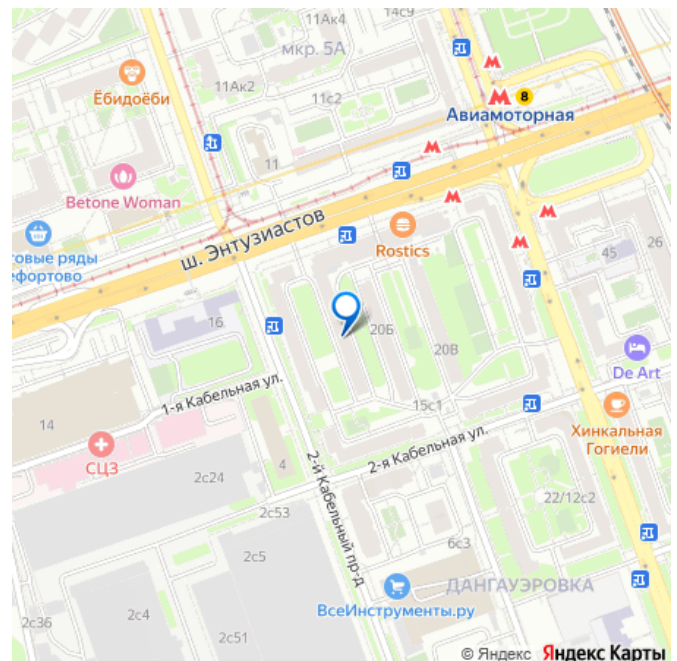 11Ак4
14с9
мкр. 5А
Ёбидоёби
11Ак2
11с2
8
Авиамоторная
11
Betone Woman
ш. Энтузиастов
Rostics
говые ряды
ефортово
45
26
16
20Б
20В
De Art
1-я Кабельная ул.
15с1
14
Хинкальная
Гогиели
СЦЗ
2-я Кабельная ул.
4
2с24
2-й Кабельный пр-д
22/12с2
2с53
6с3
2с5
ДАНГАУЭРОВКА
ВсеИнструменты.ру
2с36
2с4
2с51
© Яндекс Яндекс Карты